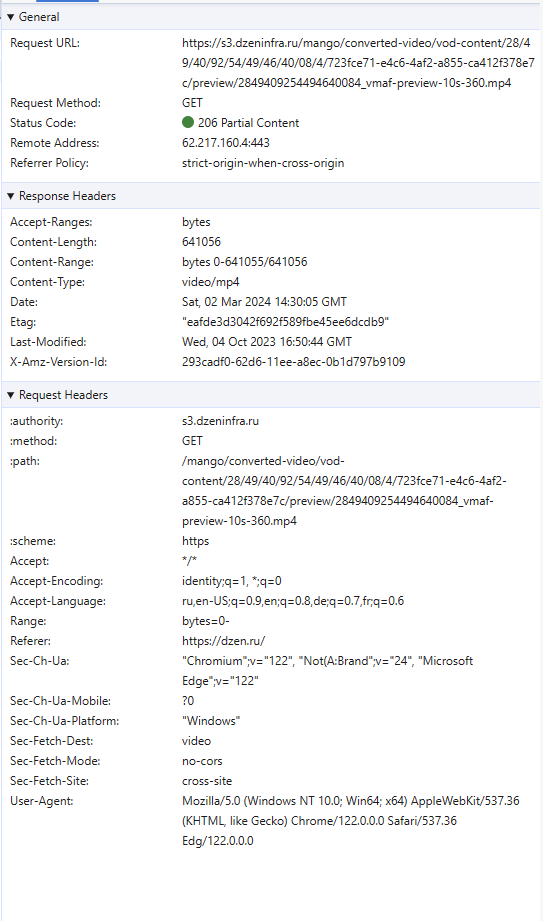 ▼ General
Request URL: https://s3.dzeninfra.ru/mango/converted-video/vod-content/28/4
9/40/92/54/49/46/40/08/4/723fce71-e4c6-4af2-a855-ca412f378e7
c/preview/2849409254494640084_vmaf-preview-10s-360.mp4
Request Method: GET
Status Code: 206 Partial Content
Remote Address: 62.217.160.4:443
Referrer Policy: strict-origin-when-cross-origin
▼ Response Headers
Accept-Ranges: bytes
Content-Length: 641056
Content-Range: bytes 0-641055/641056
Content-Type: video/mp4
Date: Sat, 02 Mar 2024 14:30:05 GMT
Etag: "eafde3d3042f692f589fbe45ee6dcdb9"
Last-Modified: Wed, 04 Oct 2023 16:50:44 GMT
X-Amz-Version-Id: 293cadf0-62d6-11ee-a8ec-0b1d797b9109
▼ Request Headers
:authority: s3.dzeninfra.ru
:method: GET
:path: /mango/converted-video/vod-
content/28/49/40/92/54/49/46/40/08/4/723fce71-e4c6-4af2-
a855-ca412f378e7c/preview/2849409254494640084_vmaf-
preview-10s-360.mp4
:scheme: https
Accept: */*
Accept-Encoding: identity;q=1, *;q=0
Accept-Language: ru,en-US;q=0.9,en;q=0.8,de;q=0.7,fr;q=0.6
Range: bytes=0-
Referer: https://dzen.ru/
Sec-Ch-Ua: "Chromium";v="122", "Not(A:Brand";v="24", "Microsoft
Edge";v="122"
Sec-Ch-Ua-Mobile: ?0
Sec-Ch-Ua-Platform: "Windows"
Sec-Fetch-Dest: video
Sec-Fetch-Mode: no-cors
Sec-Fetch-Site: cross-site
User-Agent: Mozilla/5.0 (Windows NT 10.0; Win64; x64) AppleWebKit/537.36
(KHTML, like Gecko) Chrome/122.0.0.0 Safari/537.36
Edg/122.0.0.0